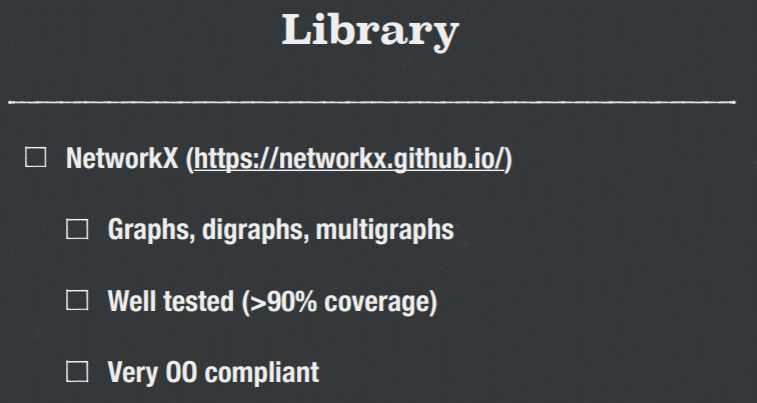 Library
NetworkX (https://networkx.github.io/)
Graphs, digraphs, multigraphs
Well tested (>90% coverage)
Very OO compliant